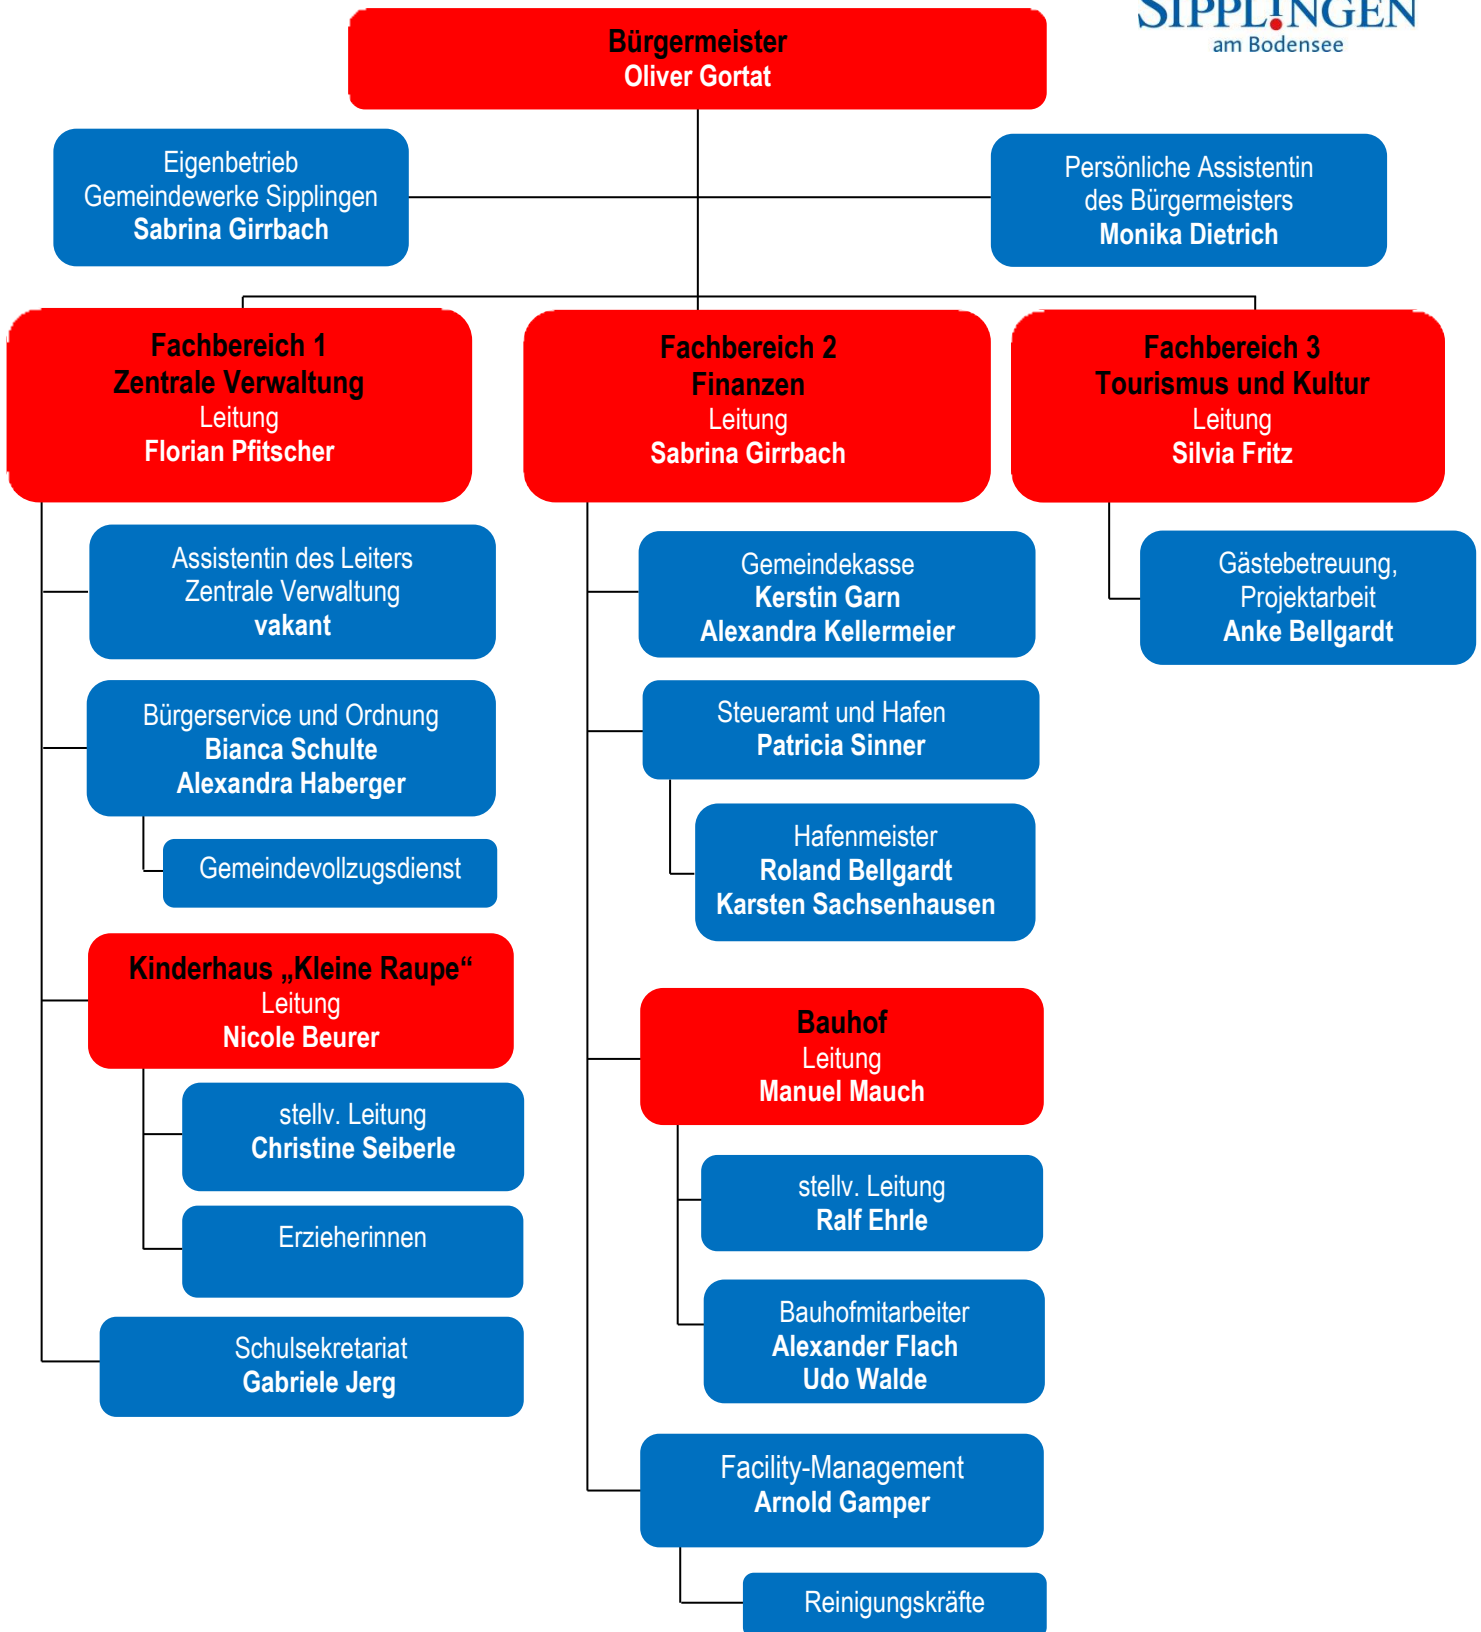 SIPPLINGEN
am Bodensee
Bürgermeister
Oliver Gortat
Eigenbetrieb
Gemeindewerke Sipplingen
Sabrina Girrbach
Persönliche Assistentin
des Bürgermeisters
Monika Dietrich
Fachbereich 1
Zentrale Verwaltung
Leitung
Florian Pfitscher
Assistentin des Leiters
Zentrale Verwaltung
vakant
Bürgerservice und Ordnung
Bianca Schulte
Alexandra Haberger
Gemeindevollzugsdienst
Kinderhaus „Kleine Raupe“
Leitung
Nicole Beurer
stellv. Leitung
Christine Seiberle
Erzieherinnen
Schulsekretariat
Gabriele Jerg
Fachbereich 2
Finanzen
Leitung
Sabrina Girrbach
Gemeindekasse
Kerstin Garn
Alexandra Kellermeier
Steueramt und Hafen
Patricia Sinner
Hafenmeister
Roland Bellgardt
Karsten Sachsenhausen
Bauhof
Leitung
Manuel Mauch
stellv. Leitung
Ralf Ehrle
Bauhofmitarbeiter
Alexander Flach
Udo Walde
Facility-Management
Arnold Gamper
Reinigungskräfte
Fachbereich 3
Tourismus und Kultur
Leitung
Silvia Fritz
Gästebetreuung,
Projektarbeit
Anke Bellgardt